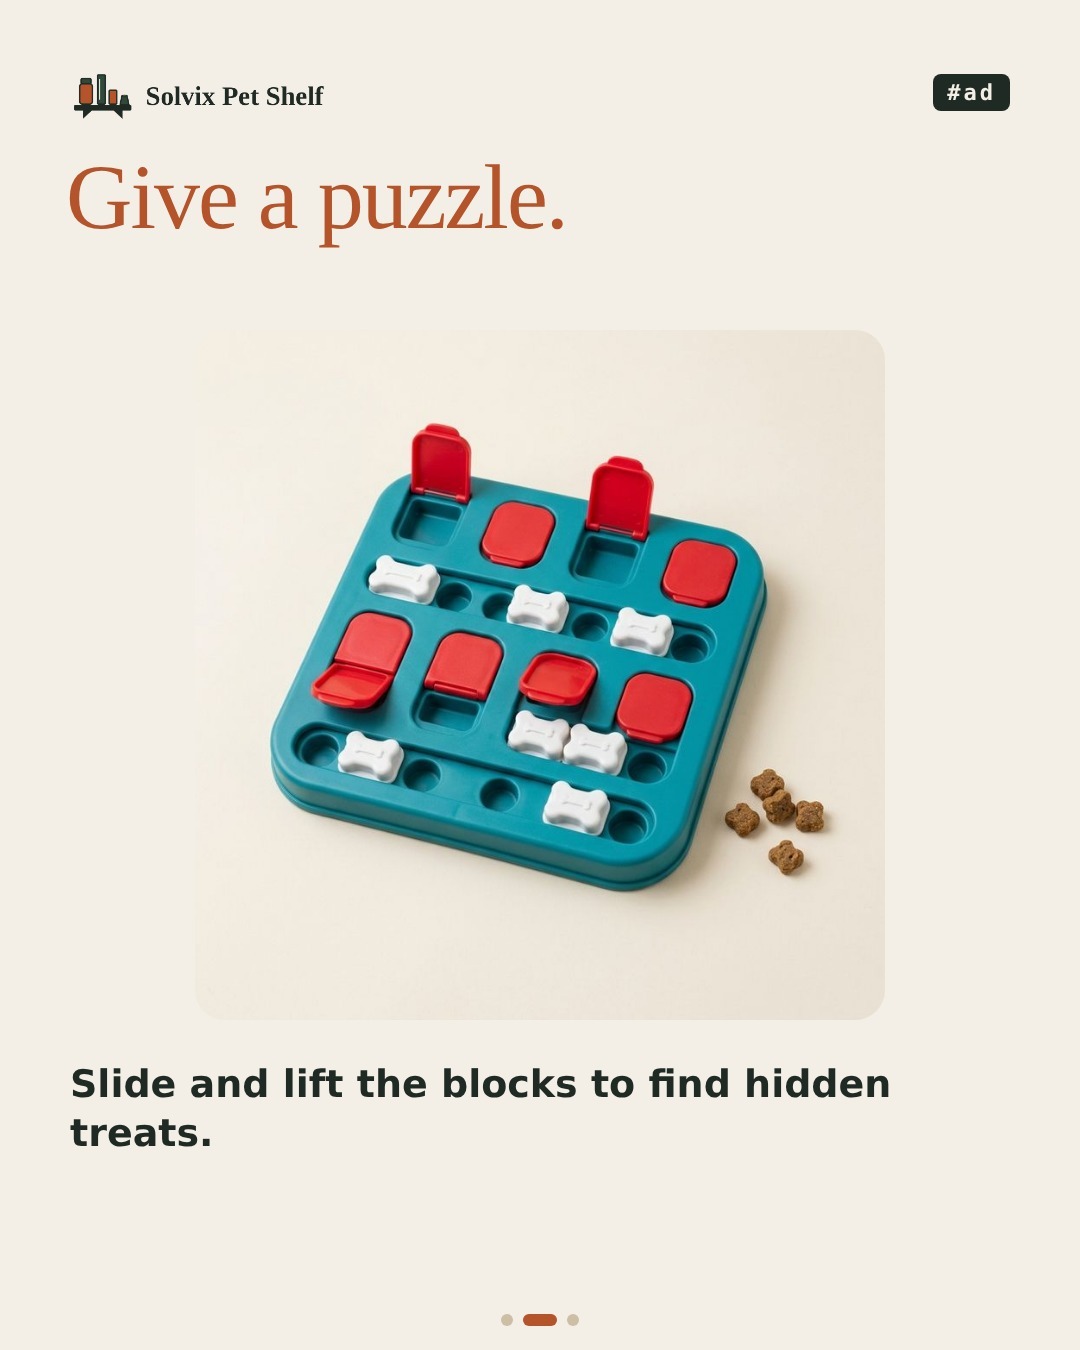 Solvix Pet Shelf
#ad
Give a puzzle.
Slide and lift the blocks to find hidden
treats.